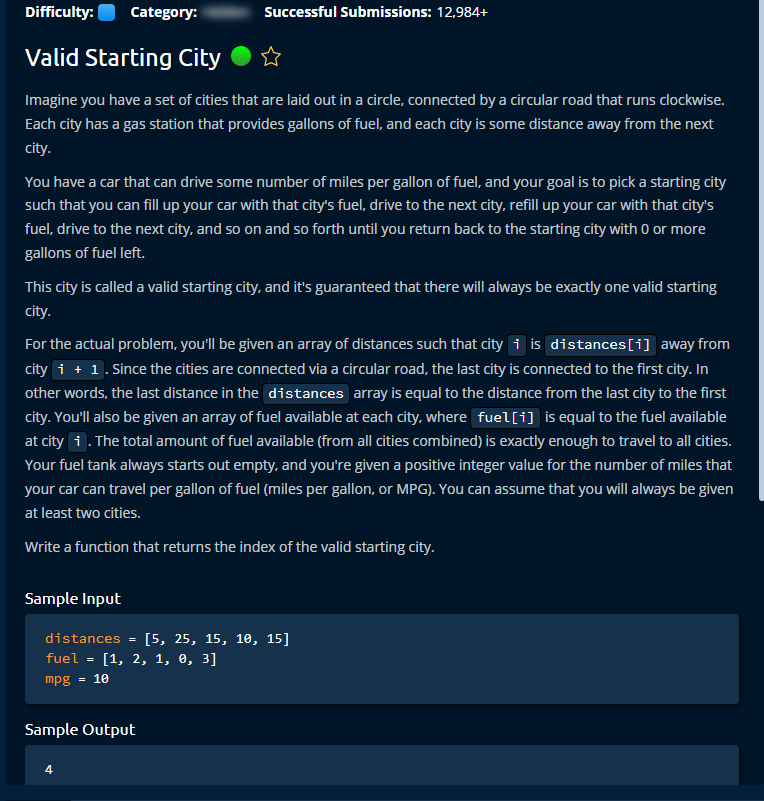 Difficulty: Category: Successful Submissions: 12,984+
Valid Starting City
Imagine you have a set of cities that are laid out in a circle, connected by a circular road that runs clockwise.
Each city has a gas station that provides gallons of fuel, and each city is some distance away from the next
city.
You have a car that can drive some number of miles per gallon of fuel, and your goal is to pick a starting city
such that you can fill up your car with that city's fuel, drive to the next city, refill up your car with that city's
fuel, drive to the next city, and so on and so forth until you return back to the starting city with 0 or more
gallons of fuel left.
This city is called a valid starting city, and it's guaranteed that there will always be exactly one valid starting
city.
For the actual problem, you'll be given an array of distances such that city i is distances[i] away from
city i + 1. Since the cities are connected via a circular road, the last city is connected to the first city. In
other words, the last distance in the distances array is equal to the distance from the last city to the first
city. You'll also be given an array of fuel available at each city, where fuel[i] is equal to the fuel available
at city i. The total amount of fuel available (from all cities combined) is exactly enough to travel to all cities.
Your fuel tank always starts out empty, and you're given a positive integer value for the number of miles that
your car can travel per gallon of fuel (miles per gallon, or MPG). You can assume that you will always be given
at least two cities.
Write a function that returns the index of the valid starting city.
Sample Input
distances = [5, 25, 15, 10, 15]
fuel = [1, 2, 1, 0, 3]
mpg = 10
Sample Output
4